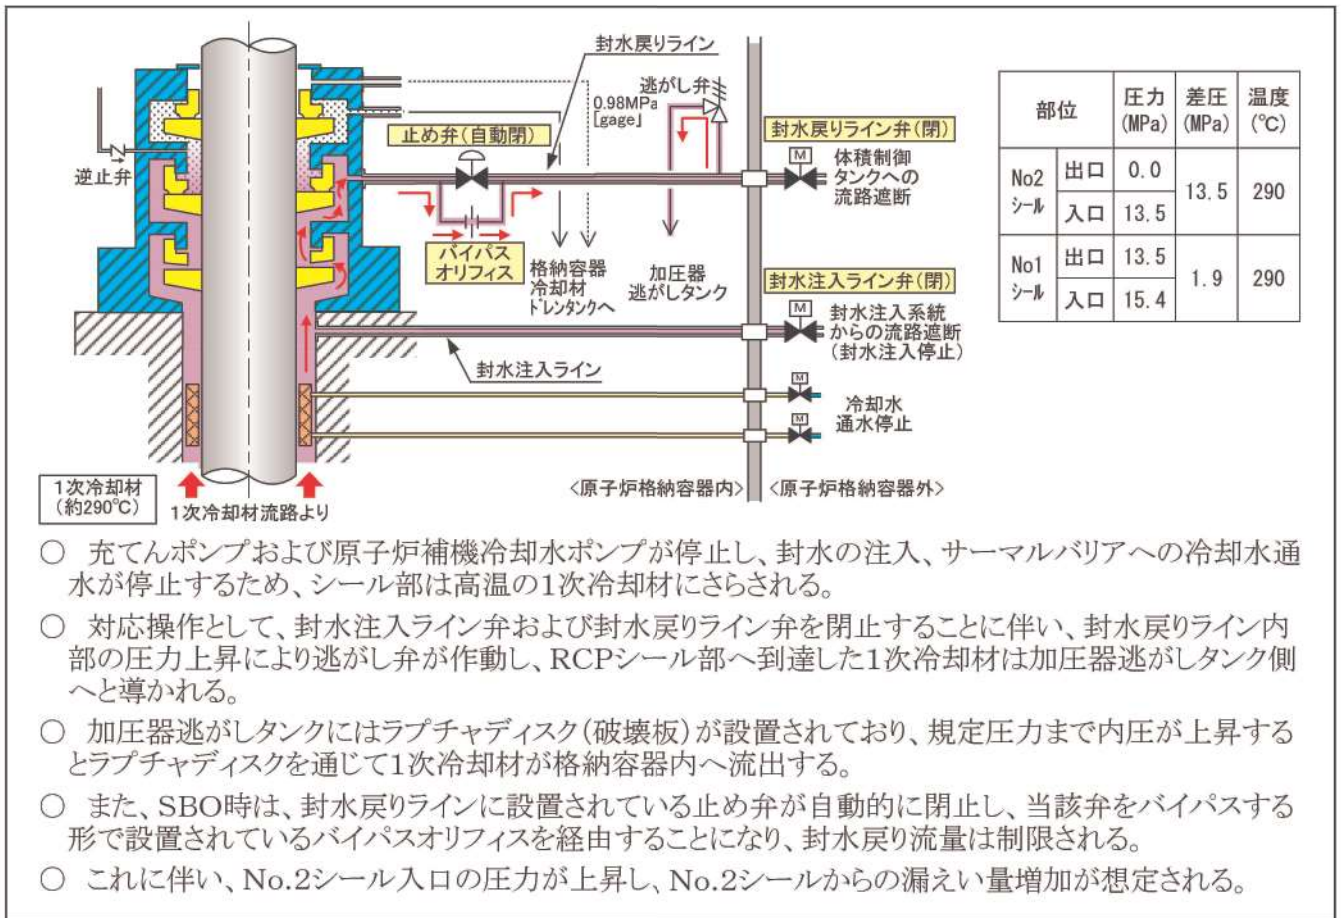 封水戻りライン
逃がし弁
0.98MPa
[gage]
止め弁(自動閉)
逆止弁
バイパス
オリフィス
格納容器
冷却材
ドレンタンクへ
加圧器
逃がしタンク
封水戻りライン弁(閉)
M
体積制御
タンクへの
流路遮断
封水注入ライン弁(閉)
M
封水注入系統
からの流路遮断
(封水注入停止)
封水注入ライン
M
冷却水
通水停止
M
<原子炉格納容器内>
<原子炉格納容器外>
1次冷却材
(約290℃)
1次冷却材流路より
部位 圧力(MPa) 差圧(MPa) 温度(℃)
No2シール 出口 0.0 13.5 290
入口 13.5
No1シール 出口 13.5 1.9 290
入口 15.4
○ 充てんポンプおよび原子炉補機冷却水ポンプが停止し、封水の注入、サーマルバリアへの冷却水通
水が停止するため、シール部は高温の1次冷却材にさらされる。
○ 対応操作として、封水注入ライン弁および封水戻りライン弁を閉止することに伴い、封水戻りライン内
部の圧力上昇により逃がし弁が作動し、RCPシール部へ到達した1次冷却材は加圧器逃がしタンク側
へと導かれる。
○ 加圧器逃がしタンクにはラプチャディスク(破壊板)が設置されており、規定圧力まで内圧が上昇する
とラプチャディスクを通じて1次冷却材が格納容器内へ流出する。
○ また、SBO時は、封水戻りラインに設置されている止め弁が自動的に閉止し、当該弁をバイパスする
形で設置されているバイパスオリフィスを経由することになり、封水戻り流量は制限される。
○ これに伴い、No.2シール入口の圧力が上昇し、No.2シールからの漏えい量増加が想定される。